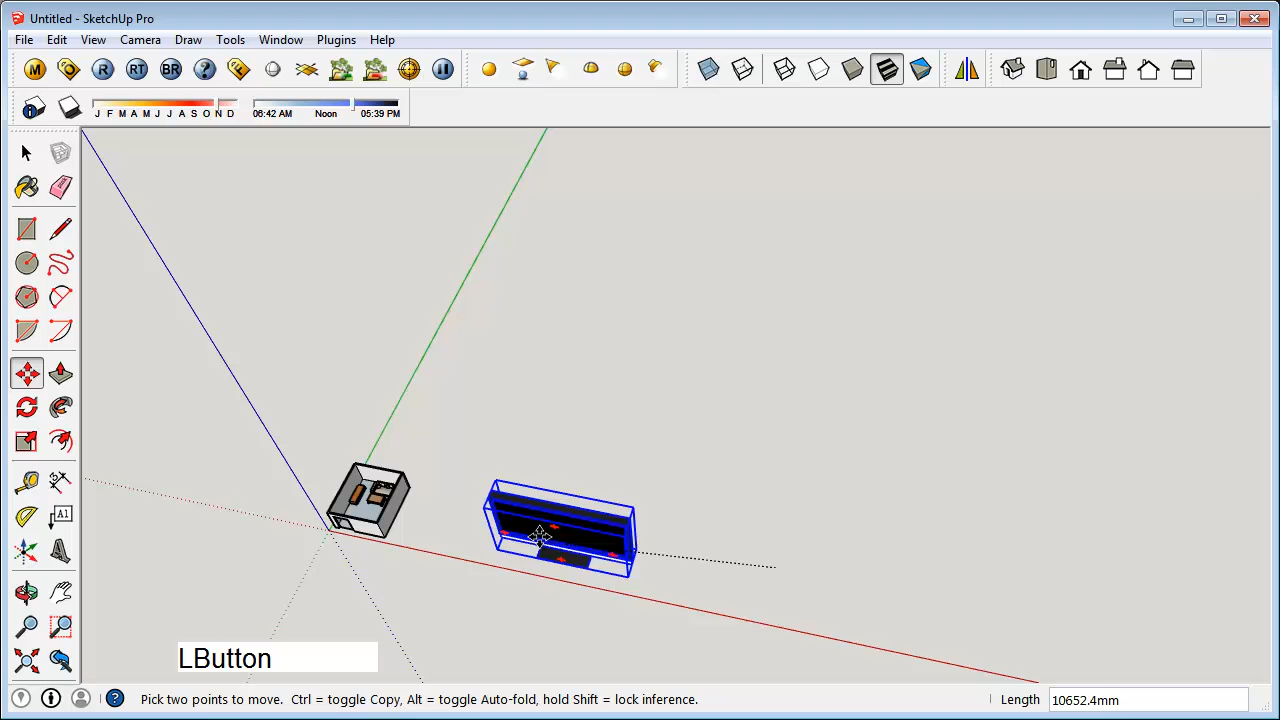 Untitled - SketchUp Pro
File Edit View Camera Draw Tools Window Plugins Help
M R RT BR ?
J F M A M J J A S O N D 06:42 AM Noon 05:39 PM
A1
LButton
Pick two points to move. Ctrl = toggle Copy, Alt = toggle Auto-fold, hold Shift = lock inference. Length 10652.4mm